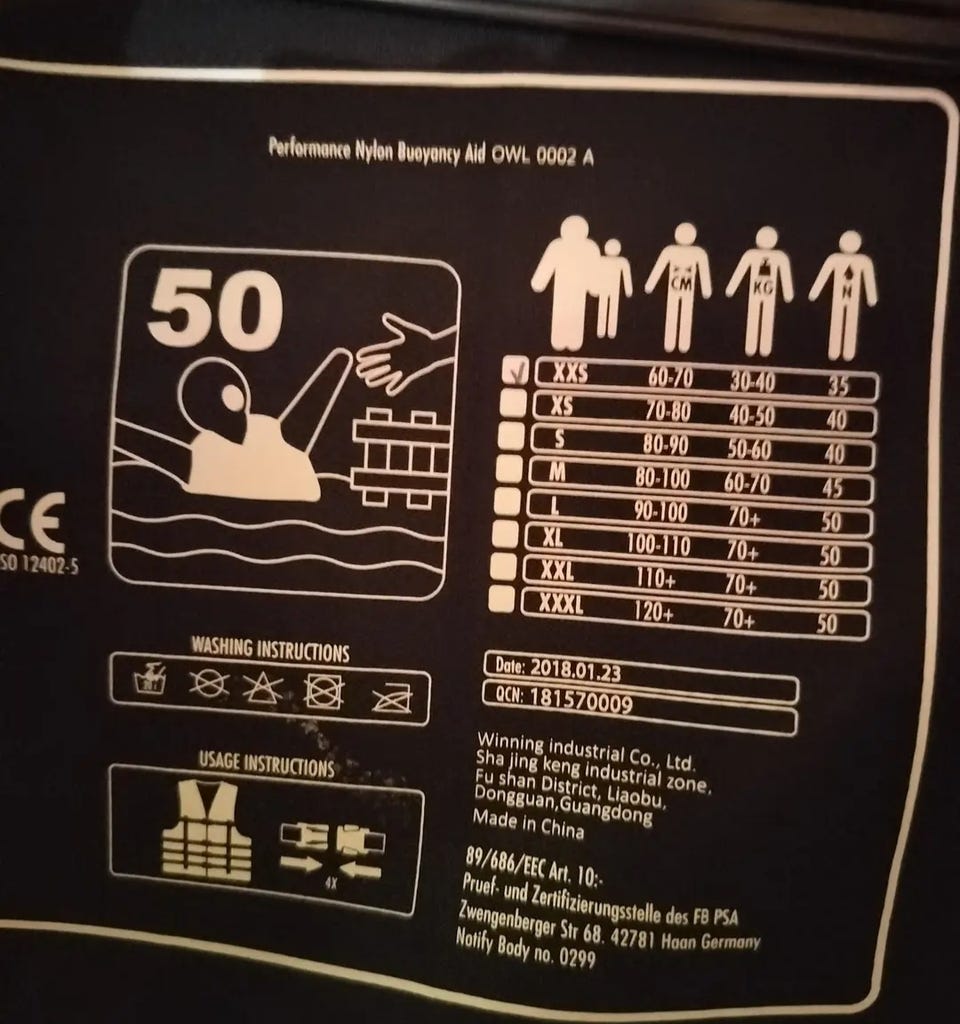 Performance Nylon Buoyancy Aid OWL 0002 A
50
CM KG N
XXS 60-70 30-40 35
XS 70-80 40-50 40
S 80-90 50-60 40
M 80-100 60-70 45
L 90-100 70+ 50
XL 100-110 70+ 50
XXL 110+ 70+ 50
XXXL 120+ 70+ 50
CE
SO 12402-5
WASHING INSTRUCTIONS
USAGE INSTRUCTIONS
4X
Date: 2018.01.23
QCN: 181570009
Winning industrial Co., Ltd.
Sha jing keng industrial zone,
Fu shan District, Liaobu,
Dongguan,Guangdong
Made in China
89/686/EEC Art. 10:-
Pruef- und Zertifizierungsstelle des FB PSA
Zwengenberger Str 68. 42781 Haan Germany
Notify Body no. 0299